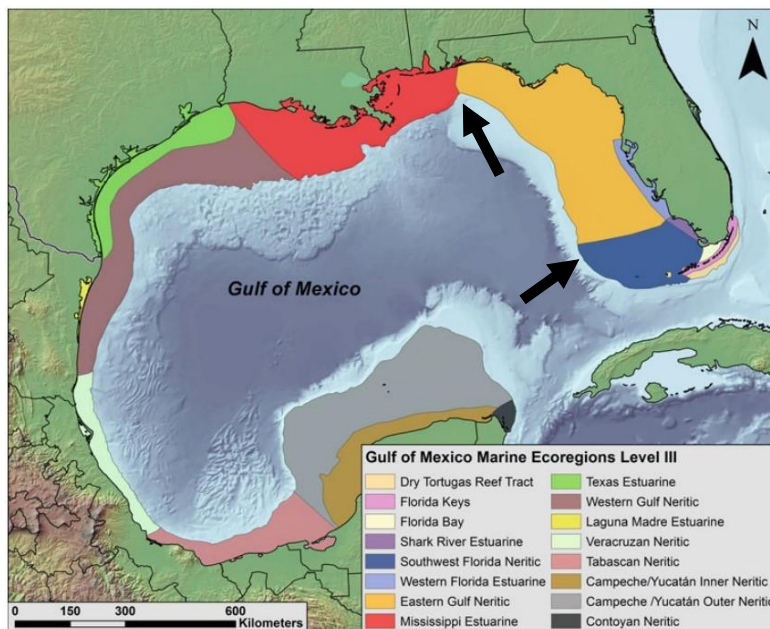 N
Gulf of Mexico
Gulf of Mexico Marine Ecoregions Level III
Dry Tortugas Reef Tract
Florida Keys
Florida Bay
Shark River Estuarine
Southwest Florida Neritic
Western Florida Estuarine
Eastern Gulf Neritic
Mississippi Estuarine
Texas Estuarine
Western Gulf Neritic
Laguna Madre Estuarine
Veracruzan Neritic
Tabascan Neritic
Campeche/Yucatán Inner Neritic
Campeche /Yucatán Outer Neritic
Contoyan Neritic
0 150 300 600
Kilometers